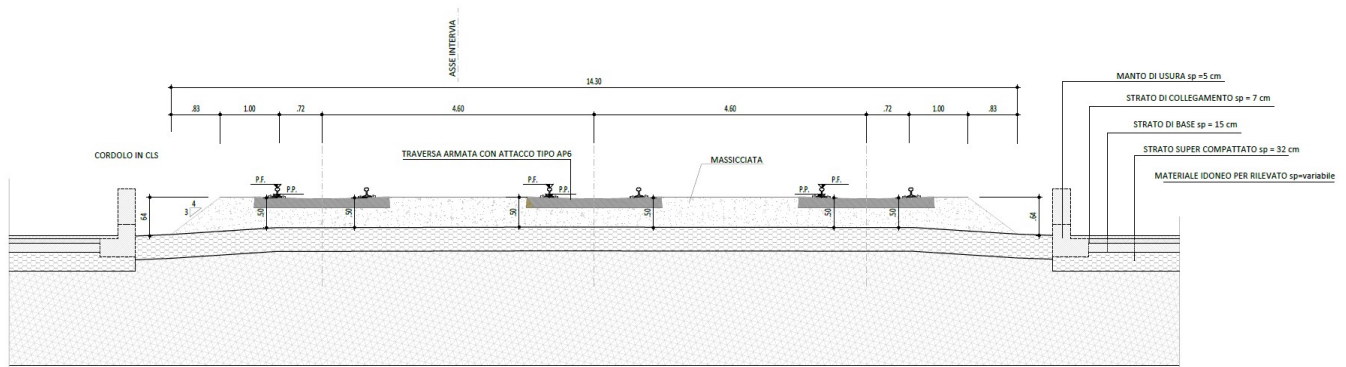 ASSE INTERVIA
14.30
.83
1.00
.72
4.60
4.60
.72
1.00
.83
MANTO DI USURA sp =5 cm
STRATO DI COLLEGAMENTO sp = 7 cm
STRATO DI BASE sp = 15 cm
STRATO SUPER COMPATTATO sp = 32 cm
MATERIALE IDONEO PER RILEVATO sp=variabile
CORDOLO IN CLS
TRAVERSA ARMATA CON ATTACCO TIPO AP6
MASSICCIATA
P.F.
P.P.
P.F.
P.P.
P.F.
P.P.
4
3
64
.50
.50
.50
.50
.50
.50
.64